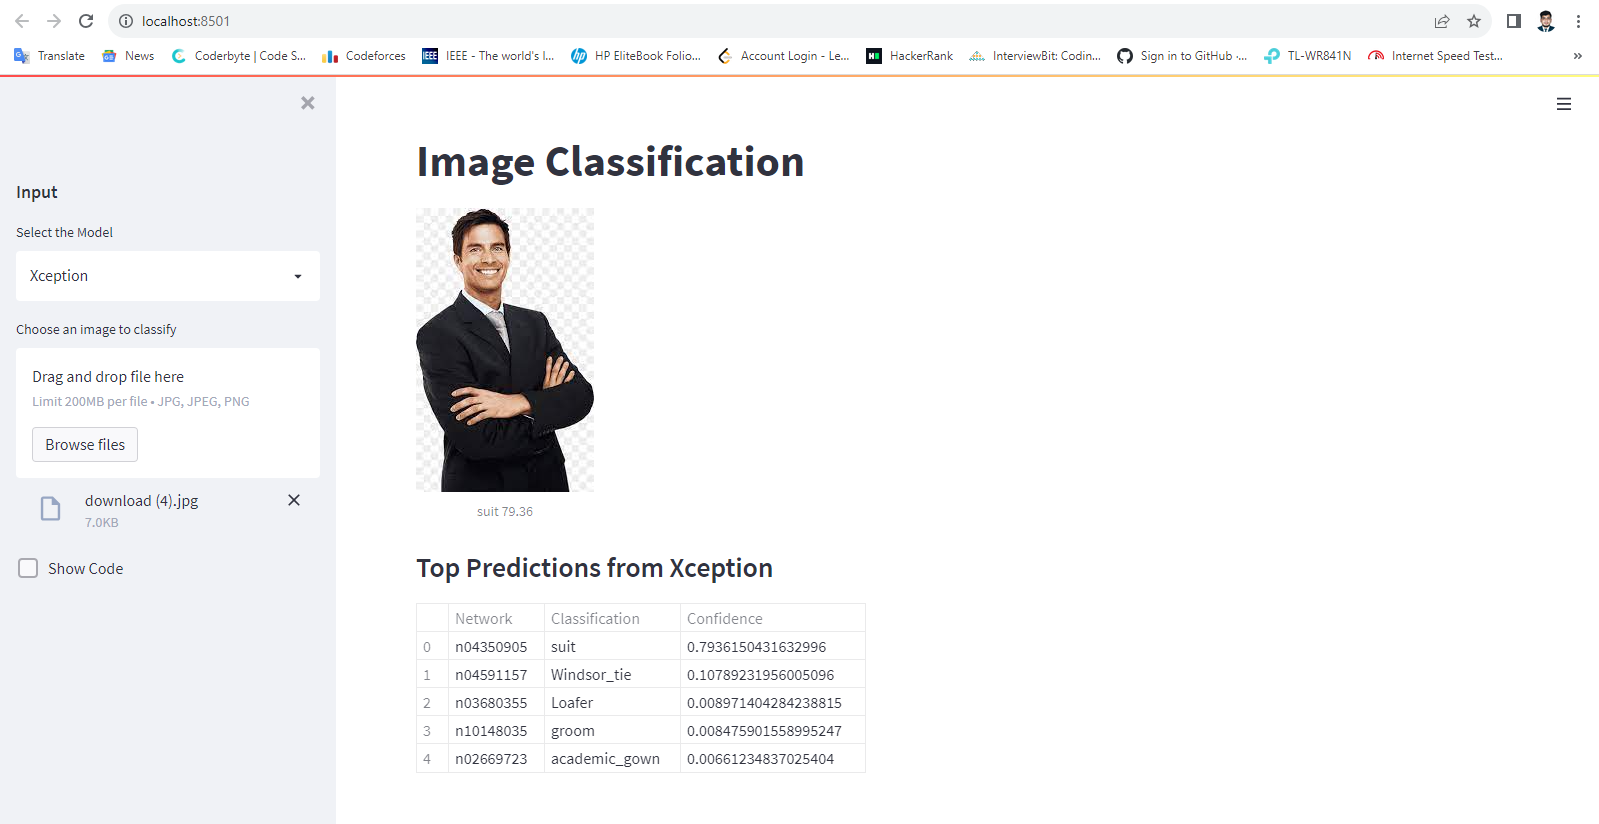 localhost:8501
Translate News Coderbyte | Code S... Codeforces IEEE - The world's l... HP EliteBook Folio... Account Login - Le... HackerRank InterviewBit: Codin... Sign in to GitHub ·... TL-WR841N Internet Speed Test... »
Input
Select the Model
Xception
Choose an image to classify
Drag and drop file here
Limit 200MB per file • JPG, JPEG, PNG
Browse files
download (4).jpg
7.0KB
Show Code
Image Classification
suit 79.36
Top Predictions from Xception
Network Classification Confidence
0 n04350905 suit 0.7936150431632996
1 n04591157 Windsor_tie 0.10789231956005096
2 n03680355 Loafer 0.008971404284238815
3 n10148035 groom 0.008475901558995247
4 n02669723 academic_gown 0.00661234837025404